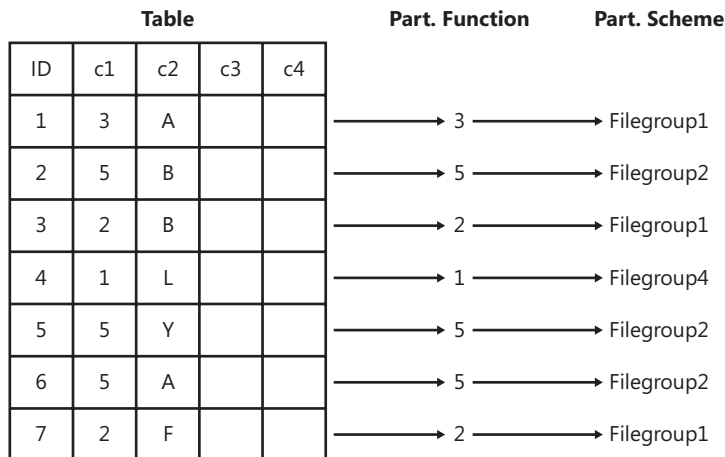 Table Part. Function Part. Scheme
ID c1 c2 c3 c4
1 3 A 3 Filegroup1
2 5 B 5 Filegroup2
3 2 B 2 Filegroup1
4 1 L 1 Filegroup4
5 5 Y 5 Filegroup2
6 5 A 5 Filegroup2
7 2 F 2 Filegroup1